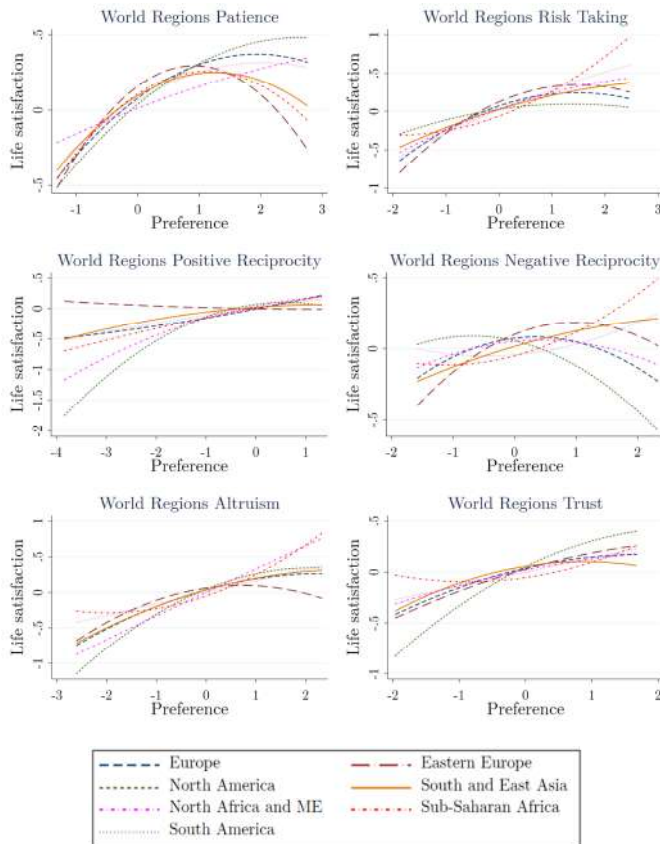 World Regions Patience
Life satisfaction
.5
0
-.5
-1
0
1
2
3
Preference
World Regions Risk Taking
Life satisfaction
1
.5
0
-.5
-1
-2
-1
0
1
2
3
Preference
World Regions Positive Reciprocity
Life satisfaction
.5
0
-.5
-1
-1.5
-2
-4
-3
-2
-1
0
1
Preference
World Regions Negative Reciprocity
Life satisfaction
.5
0
-.5
-2
-1
0
1
2
Preference
World Regions Altruism
Life satisfaction
1
.5
0
-.5
-1
-3
-2
-1
0
1
2
Preference
World Regions Trust
Life satisfaction
.5
0
-.5
-1
-2
-1
0
1
2
Preference
Europe
Eastern Europe
North America
South and East Asia
North Africa and ME
Sub-Saharan Africa
South America